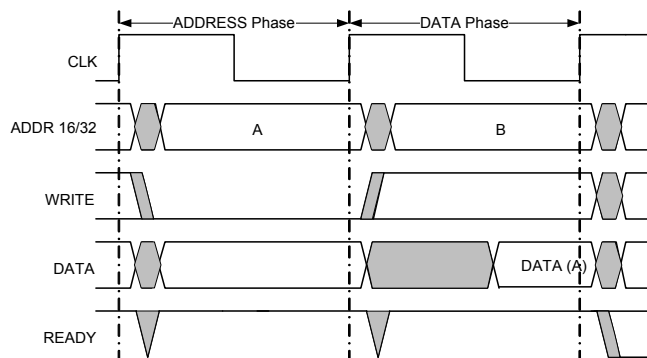 ADDRESS Phase DATA Phase
CLK
ADDR 16/32 A B
WRITE
DATA DATA (A)
READY